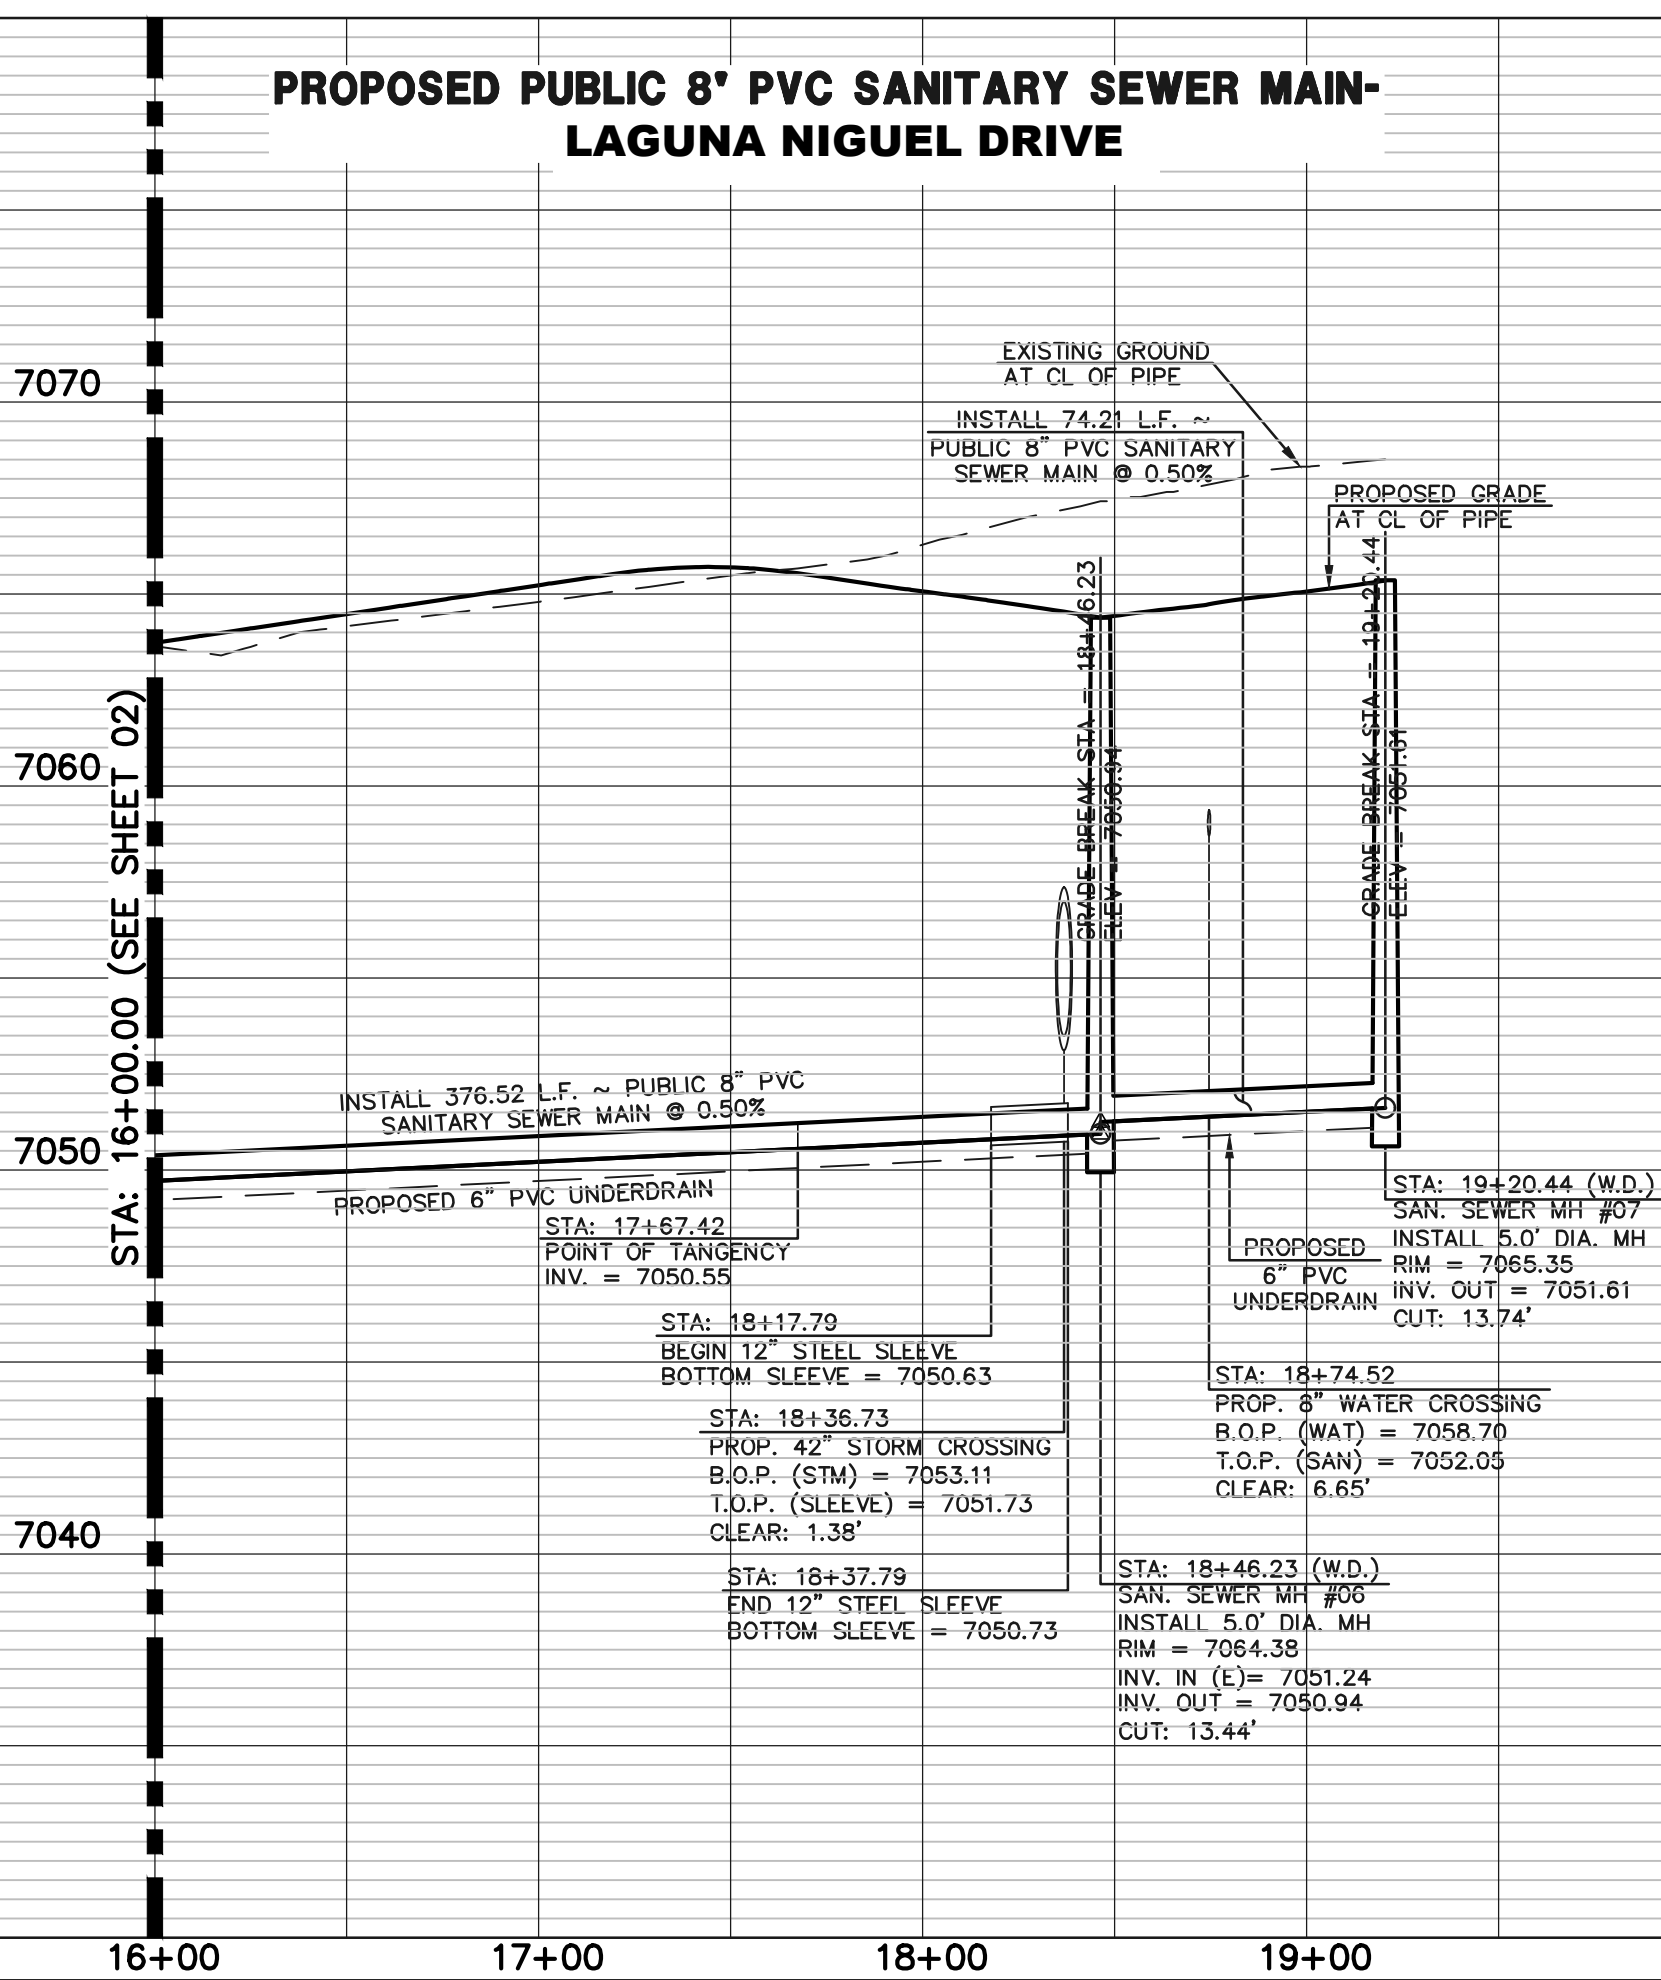 PROPOSED PUBLIC 8' PVC SANITARY SEWER MAIN-
LAGUNA NIGUEL DRIVE
EXISTING GROUND
AT CL OF PIPE
INSTALL 74.21 L.F. ~
PUBLIC 8" PVC SANITARY
SEWER MAIN @ 0.50%
PROPOSED GRADE
AT CL OF PIPE
7070
7060
7050
7040
STA: 16+00.00 (SEE SHEET 02)
GRADE BREAK STA = 18+46.23
ELEV = 7050.94
GRADE BREAK STA = 19+20.44
ELEV = 7051.61
INSTALL 376.52 L.F. ~ PUBLIC 8" PVC
SANITARY SEWER MAIN @ 0.50%
PROPOSED 6" PVC UNDERDRAIN
STA: 17+67.42
POINT OF TANGENCY
INV. = 7050.55
STA: 18+17.79
BEGIN 12" STEEL SLEEVE
BOTTOM SLEEVE = 7050.63
STA: 18+36.73
PROP. 42" STORM CROSSING
B.O.P. (STM) = 7053.11
T.O.P. (SLEEVE) = 7051.73
CLEAR: 1.38'
STA: 18+37.79
END 12" STEEL SLEEVE
BOTTOM SLEEVE = 7050.73
STA: 18+46.23 (W.D.)
SAN. SEWER MH #06
INSTALL 5.0' DIA. MH
RIM = 7064.38
INV. IN (E)= 7051.24
INV. OUT = 7050.94
CUT: 13.44'
STA: 18+74.52
PROP. 8" WATER CROSSING
B.O.P. (WAT) = 7058.70
T.O.P. (SAN) = 7052.05
CLEAR: 6.65'
PROPOSED
6" PVC
UNDERDRAIN
STA: 19+20.44 (W.D.)
SAN. SEWER MH #07
INSTALL 5.0' DIA. MH
RIM = 7065.35
INV. OUT = 7051.61
CUT: 13.74'
16+00 17+00 18+00 19+00